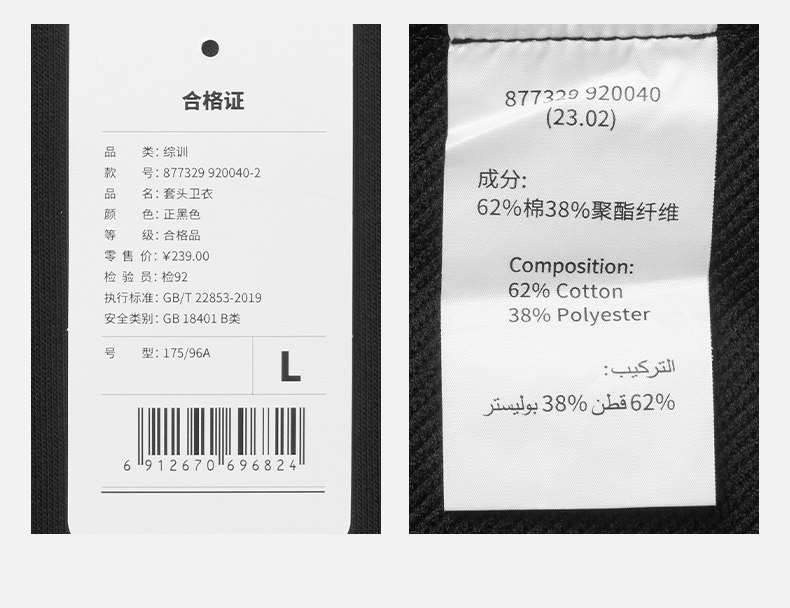 合格证
品 类: 综训
款 号: 877329 920040-2
品 名: 套头卫衣
颜 色: 正黑色
等 级: 合格品
零 售 价: ¥239.00
检 验 员: 检92
执行标准: GB/T 22853-2019
安全类别: GB 18401 B类
号 型: 175/96A
L
6 912670 696824
877329 920040
(23.02)
成分:
62%棉38%聚酯纤维
Composition:
62% Cotton
38% Polyester
التركيب:
62% قطن 38% بوليستر